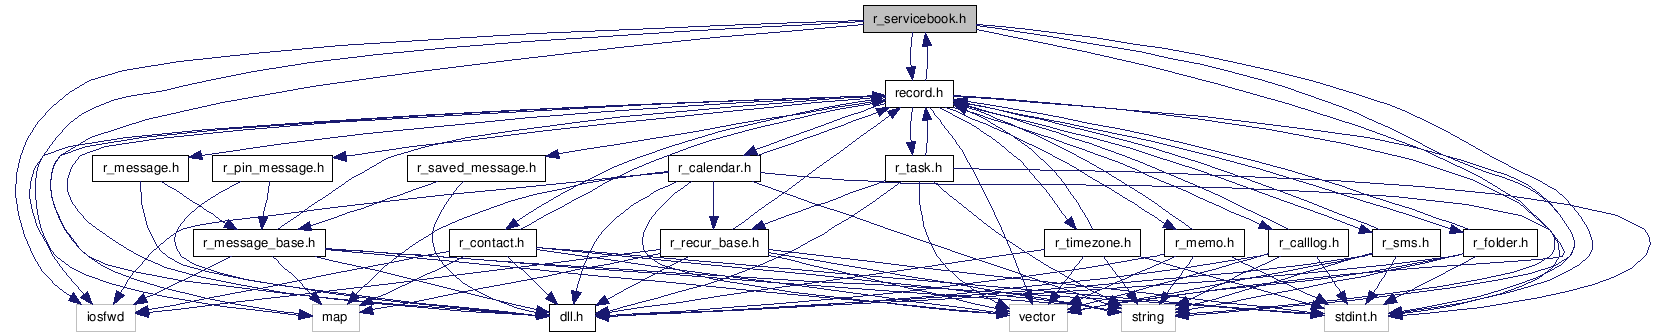 r_servicebook.h
record.h
r_message.h
r_pin_message.h
r_saved_message.h
r_calendar.h
r_task.h
r_message_base.h
r_contact.h
r_recur_base.h
r_timezone.h
r_memo.h
r_calllog.h
r_sms.h
r_folder.h
iosfwd
map
dll.h
vector
string
stdint.h